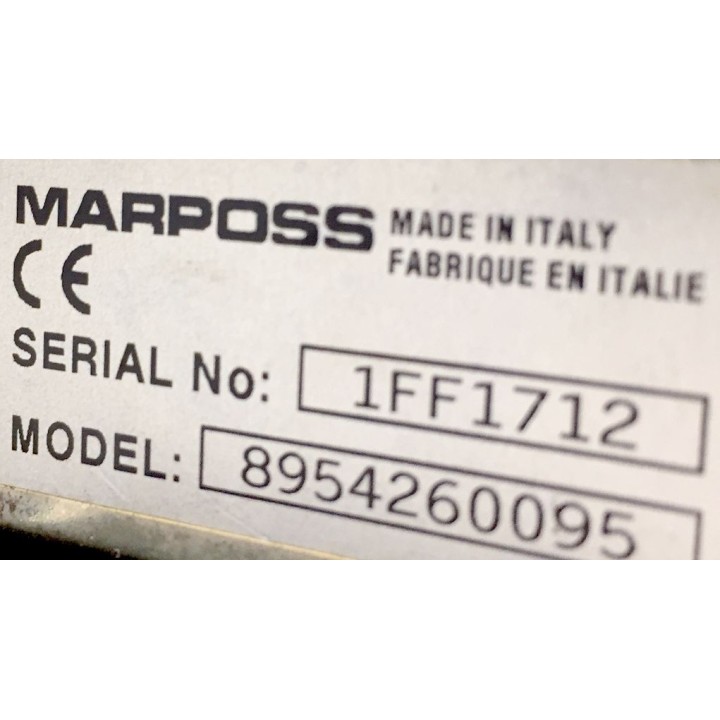 MARPOSS MADE IN ITALY
FABRIQUE EN ITALIE
CE
SERIAL No: 1FF1712
MODEL: 8954260095